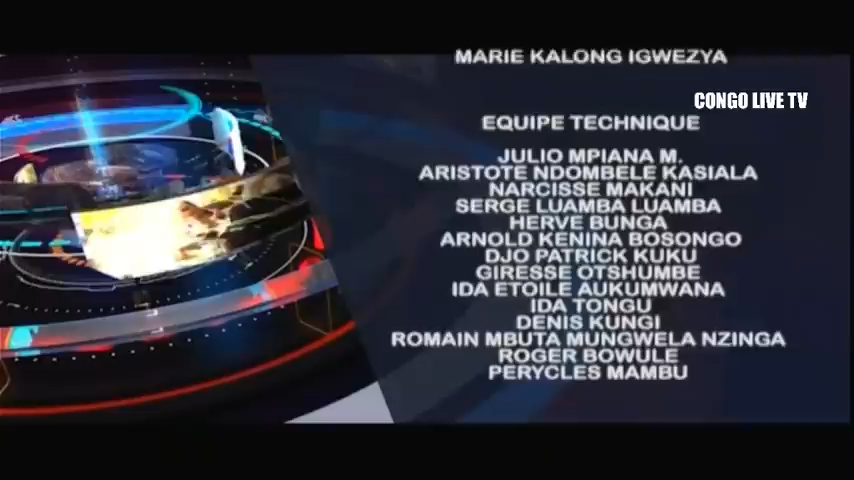 MARIE KALONG IGWEZYA
CONGO LIVE TV
EQUIPE TECHNIQUE
JULIO MPIANA M.
ARISTOTE NDOMBELE KASIALA
NARCISSE MAKANI
SERGE LUAMBA LUAMBA
HERVE BUNGA
ARNOLD KENINA BOSONGO
DJO PATRICK KUKU
GIRESSE OTSHUMBE
IDA ETOILE AUKUMWANA
IDA TONGU
DENIS KUNGI
ROMAIN MBUTA MUNGWELA NZINGA
ROGER BOWULE
PERYCLES MAMBU